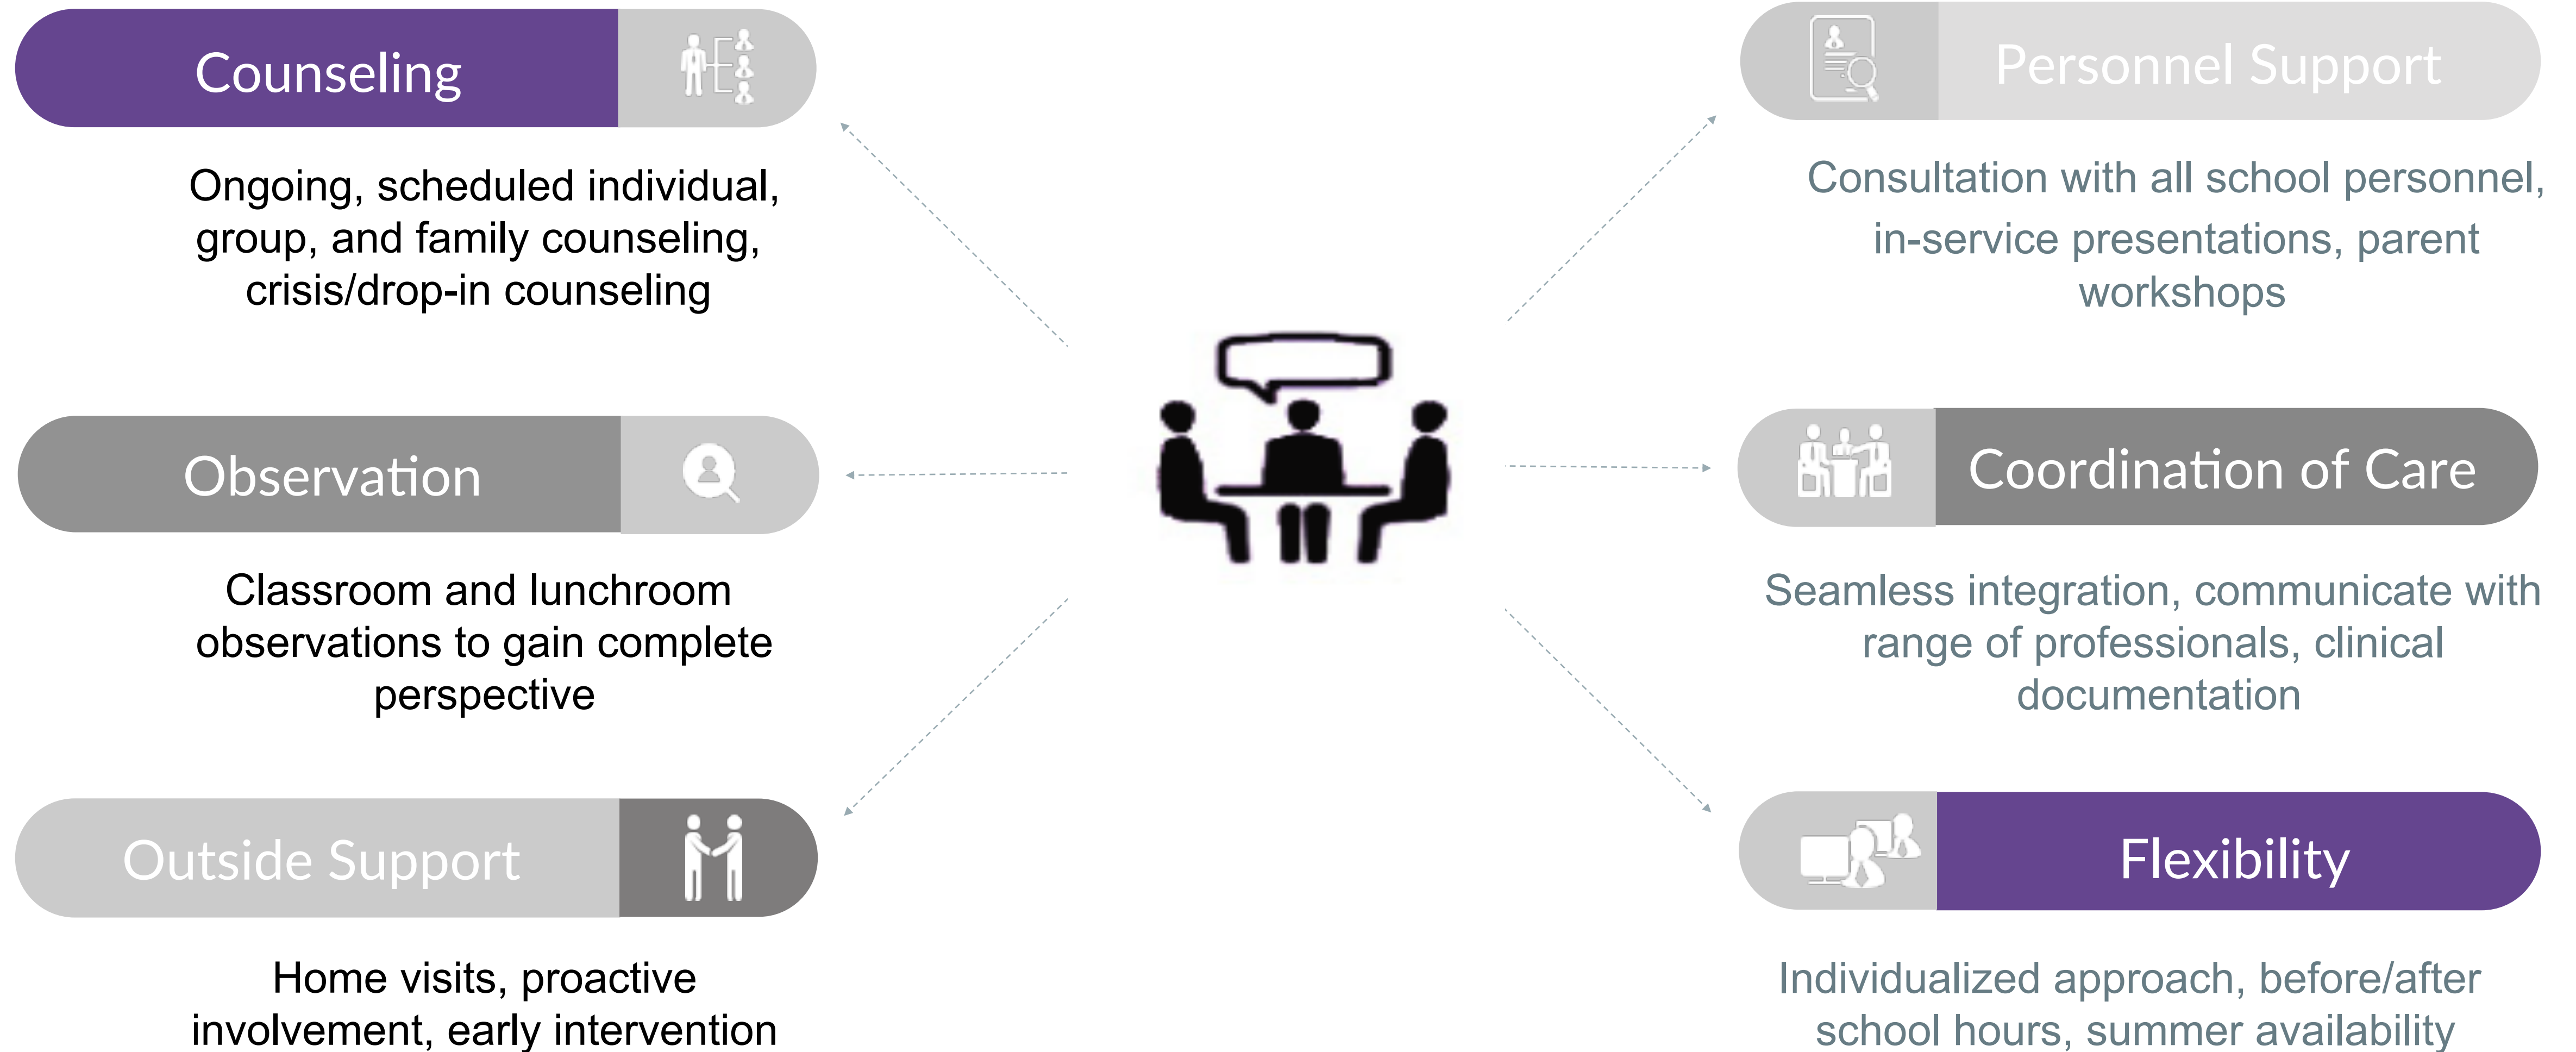 Counseling
Ongoing, scheduled individual,
group, and family counseling,
crisis/drop-in counseling
Observation
Classroom and lunchroom
observations to gain complete
perspective
Outside Support
Home visits, proactive
involvement, early intervention
Personnel Support
Consultation with all school personnel,
in-service presentations, parent
workshops
Coordination of Care
Seamless integration, communicate with
range of professionals, clinical
documentation
Flexibility
Individualized approach, before/after
school hours, summer availability